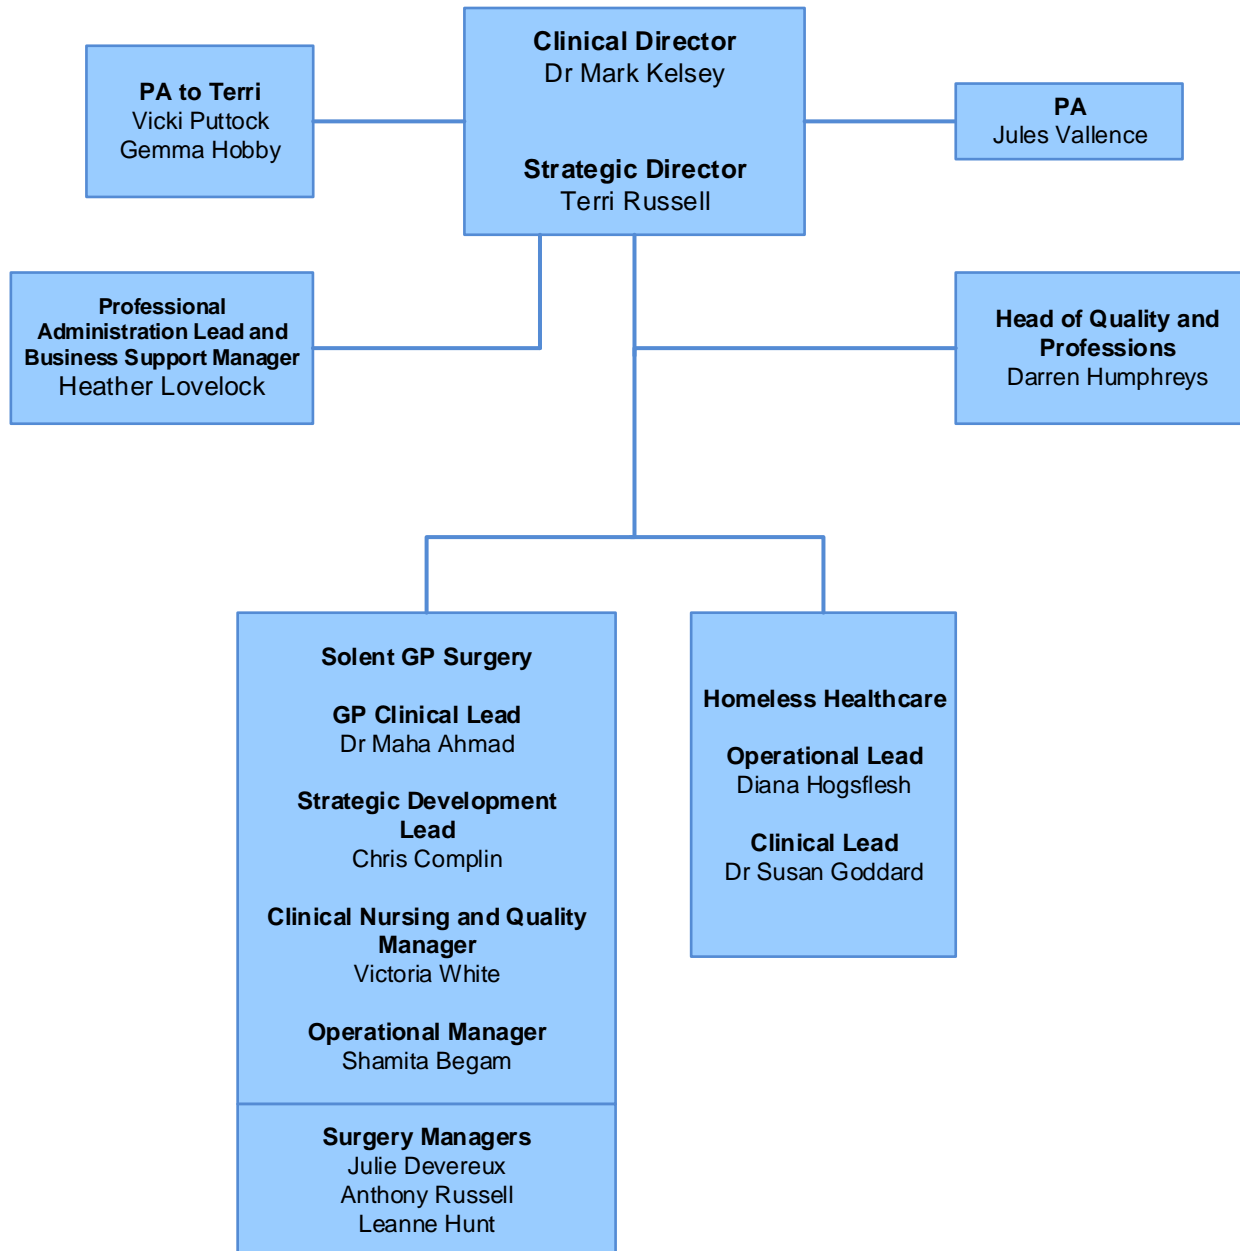 Clinical Director
Dr Mark Kelsey
Strategic Director
Terri Russell
PA to Terri
Vicki Puttock
Gemma Hobby
PA
Jules Vallence
Professional
Administration Lead and
Business Support Manager
Heather Lovelock
Head of Quality and
Professions
Darren Humphreys
Solent GP Surgery
GP Clinical Lead
Dr Maha Ahmad
Strategic Development
Lead
Chris Complin
Clinical Nursing and Quality
Manager
Victoria White
Operational Manager
Shamita Begam
Surgery Managers
Julie Devereux
Anthony Russell
Leanne Hunt
Homeless Healthcare
Operational Lead
Diana Hogsflesh
Clinical Lead
Dr Susan Goddard